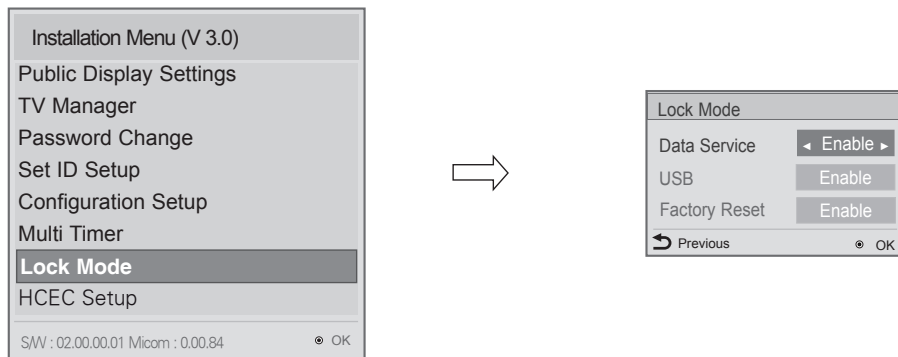 Installation Menu (V 3.0)
Public Display Settings
TV Manager
Password Change
Set ID Setup
Configuration Setup
Multi Timer
Lock Mode
HCEC Setup
S/W : 02.00.00.01 Micom : 0.00.84 ◉ OK
Lock Mode
Data Service ◄ Enable ►
USB Enable
Factory Reset Enable
Previous ◉ OK